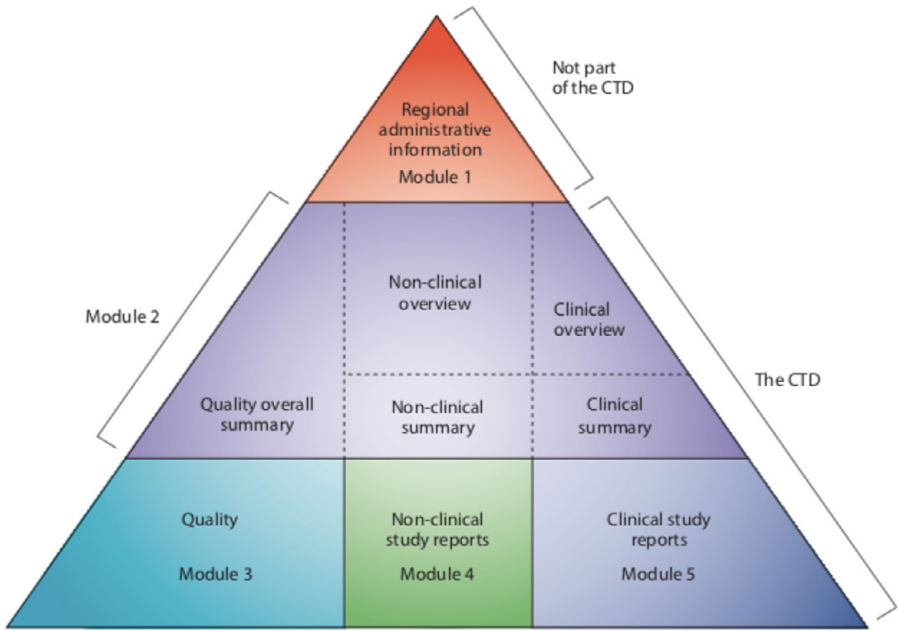 Not part
of the CTD
Regional
administrative
information
Module 1
Module 2
Non-clinical
overview
Clinical
overview
The CTD
Quality overall
summary
Non-clinical
summary
Clinical
summary
Quality
Module 3
Non-clinical
study reports
Module 4
Clinical study
reports
Module 5